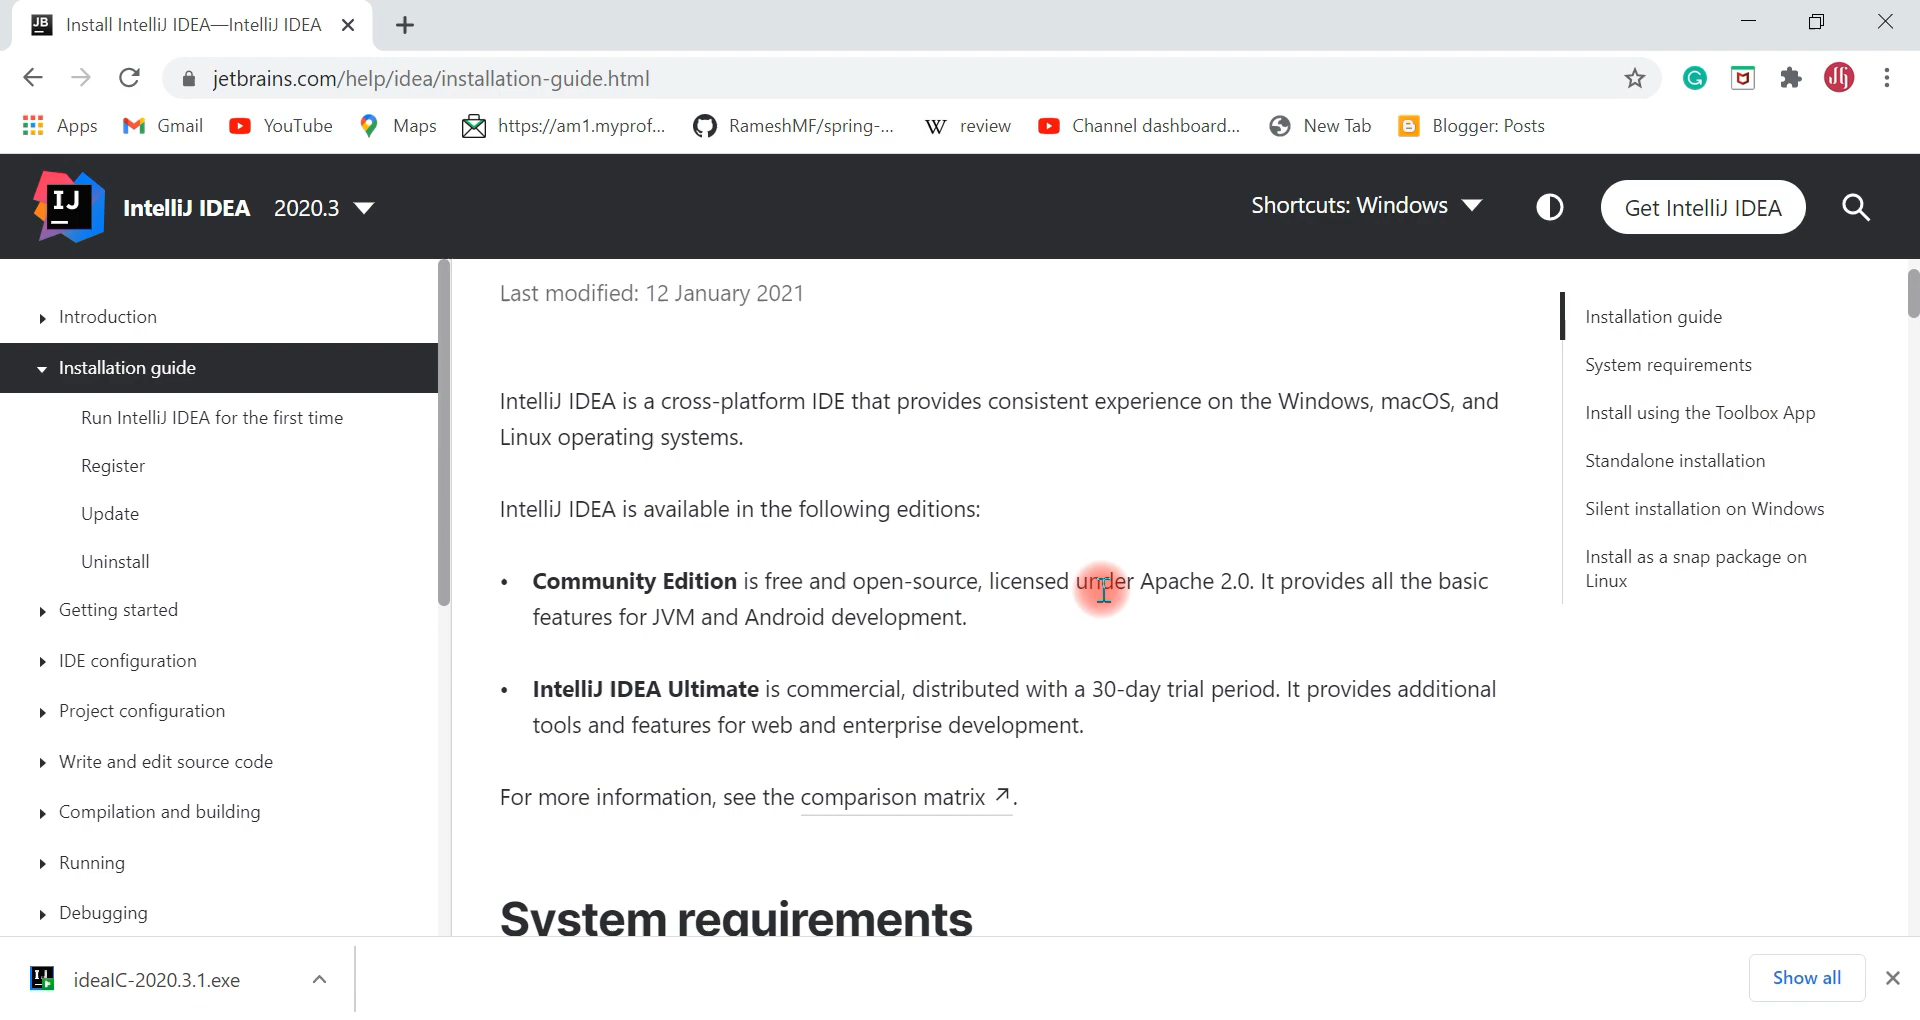 JB Install IntelliJ IDEA—IntelliJ IDEA
jetbrains.com/help/idea/installation-guide.html
Apps Gmail YouTube Maps https://am1.myprof... RameshMF/spring-... W review Channel dashboard... New Tab Blogger: Posts
IJ IntelliJ IDEA 2020.3 Shortcuts: Windows Get IntelliJ IDEA
Introduction
Installation guide
Run IntelliJ IDEA for the first time
Register
Update
Uninstall
Getting started
IDE configuration
Project configuration
Write and edit source code
Compilation and building
Running
Debugging
Last modified: 12 January 2021
IntelliJ IDEA is a cross-platform IDE that provides consistent experience on the Windows, macOS, and
Linux operating systems.
IntelliJ IDEA is available in the following editions:
• Community Edition is free and open-source, licensed under Apache 2.0. It provides all the basic
features for JVM and Android development.
• IntelliJ IDEA Ultimate is commercial, distributed with a 30-day trial period. It provides additional
tools and features for web and enterprise development.
For more information, see the comparison matrix ↗.
System requirements
Installation guide
System requirements
Install using the Toolbox App
Standalone installation
Silent installation on Windows
Install as a snap package on
Linux
IJ ideaIC-2020.3.1.exe Show all